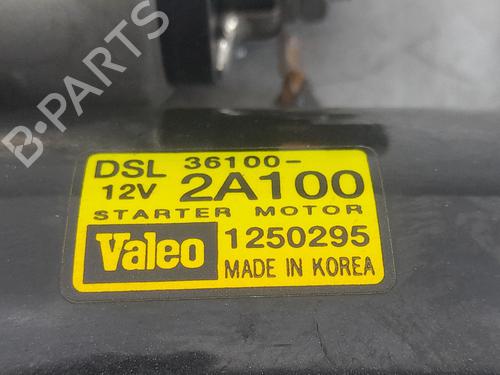 B-PARTS
DSL 36100-
12V 2A100
STARTER MOTOR
Valeo 1250295
MADE IN KOREA